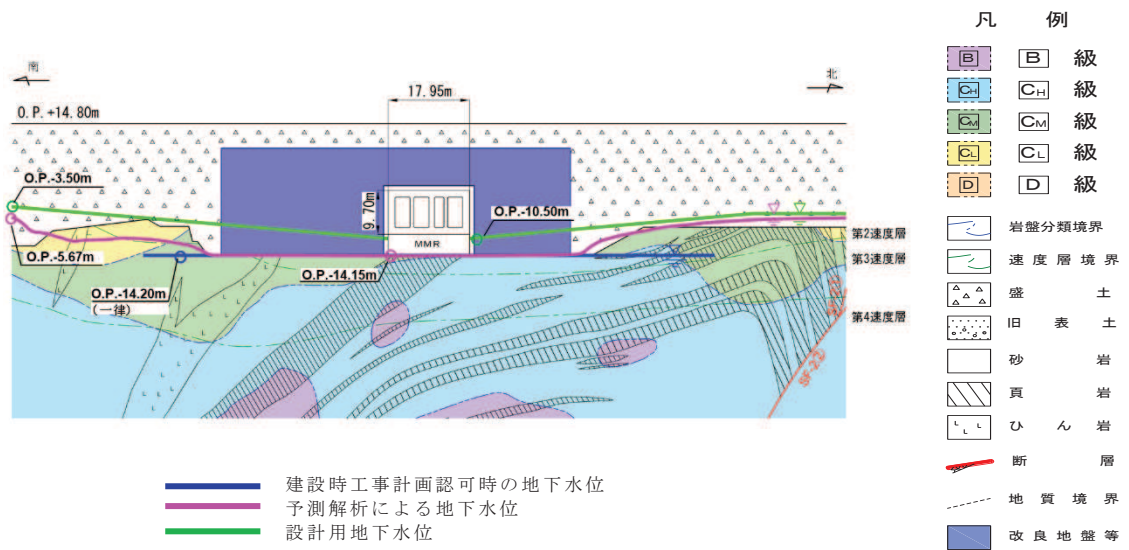 凡 例
南
北
17.95m
O.P.+14.80m
9.70m
MMR
O.P.-3.50m
O.P.-5.67m
O.P.-10.50m
O.P.-14.15m
O.P.-14.20m
(一律)
第2速度層
第3速度層
第4速度層
B B 級
CH CH 級
CM CM 級
CL CL 級
D D 級
岩盤分類境界
速度層境界
盛 土
旧表土
砂 岩
頁 岩
ひん岩
断 層
地質境界
改良地盤等
建設時工事計画認可時の地下水位
予測解析による地下水位
設計用地下水位